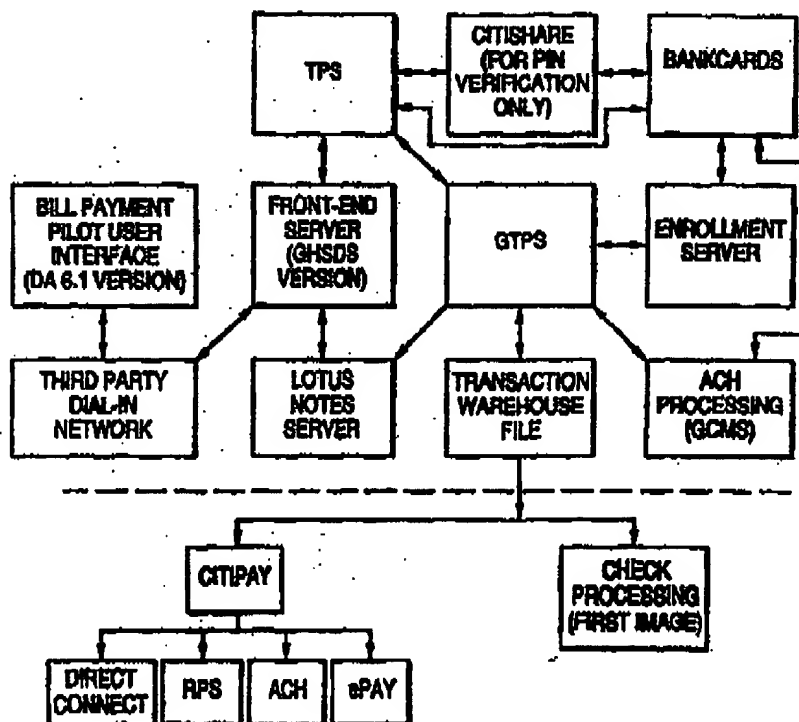 TPS
CITISHARE
(FOR PIN
VERIFICATION
ONLY)
BANKCARDS
BILL PAYMENT
PILOT USER
INTERFACE
(DA 6.1 VERSION)
FRONT-END
SERVER
(GHSDS
VERSION)
GTPS
ENROLLMENT
SERVER
THIRD PARTY
DIAL-IN
NETWORK
LOTUS
NOTES
SERVER
TRANSACTION
WAREHOUSE
FILE
ACH
PROCESSING
(GCMS)
CITIPAY
CHECK
PROCESSING
(FIRST IMAGE)
DIRECT
CONNECT
RPS
ACH
ePAY